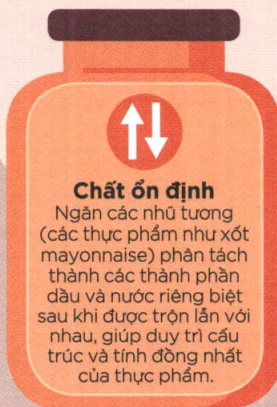 Chất ổn định
Ngăn các nhũ tương
(các thực phẩm như xốt
mayonnaise) phân tách
thành các thành phần
dầu và nước riêng biệt
sau khi được trộn lẫn với
nhau, giúp duy trì cấu
trúc và tính đồng nhất
của thực phẩm.